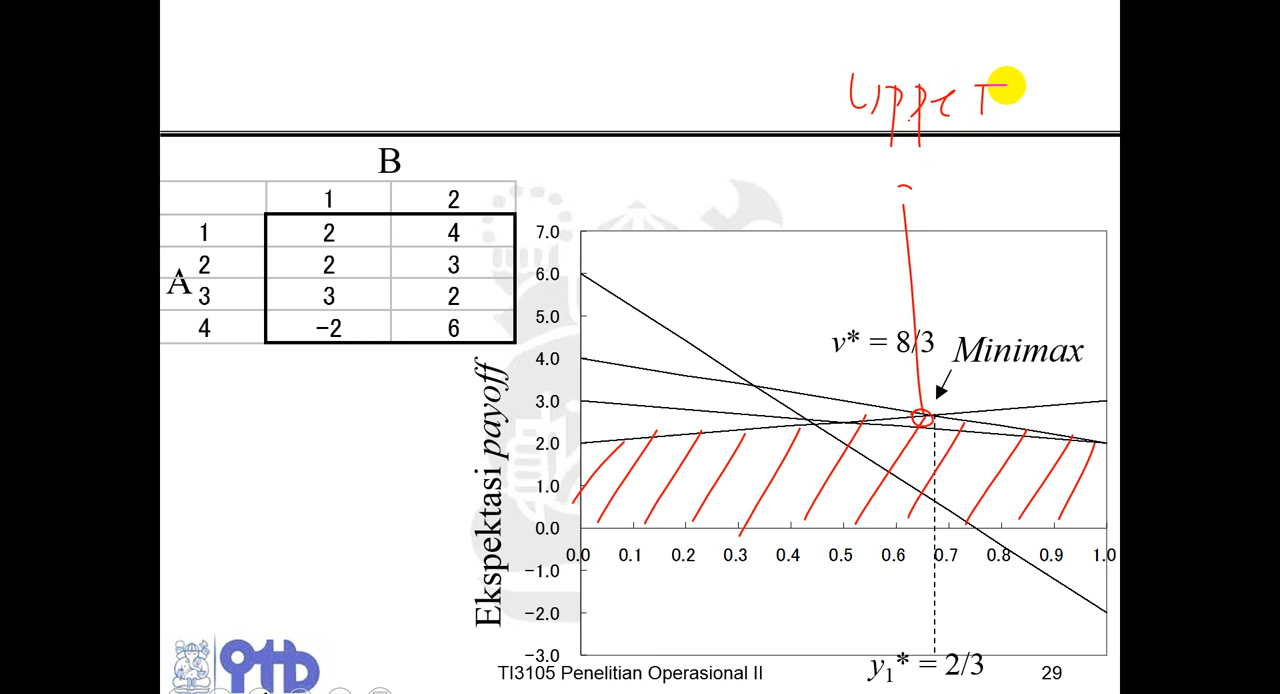 Upper
B
1 2
1 2 4
2 2 3
A
3 3 2
4 -2 6
7.0
6.0
5.0
v* = 8/3 Minimax
4.0
3.0
2.0
1.0
0.0
0.0 0.1 0.2 0.3 0.4 0.5 0.6 0.7 0.8 0.9 1.0
-1.0
-2.0
-3.0
Ekspektasi payoff
y1* = 2/3
TI3105 Penelitian Operasional II 29